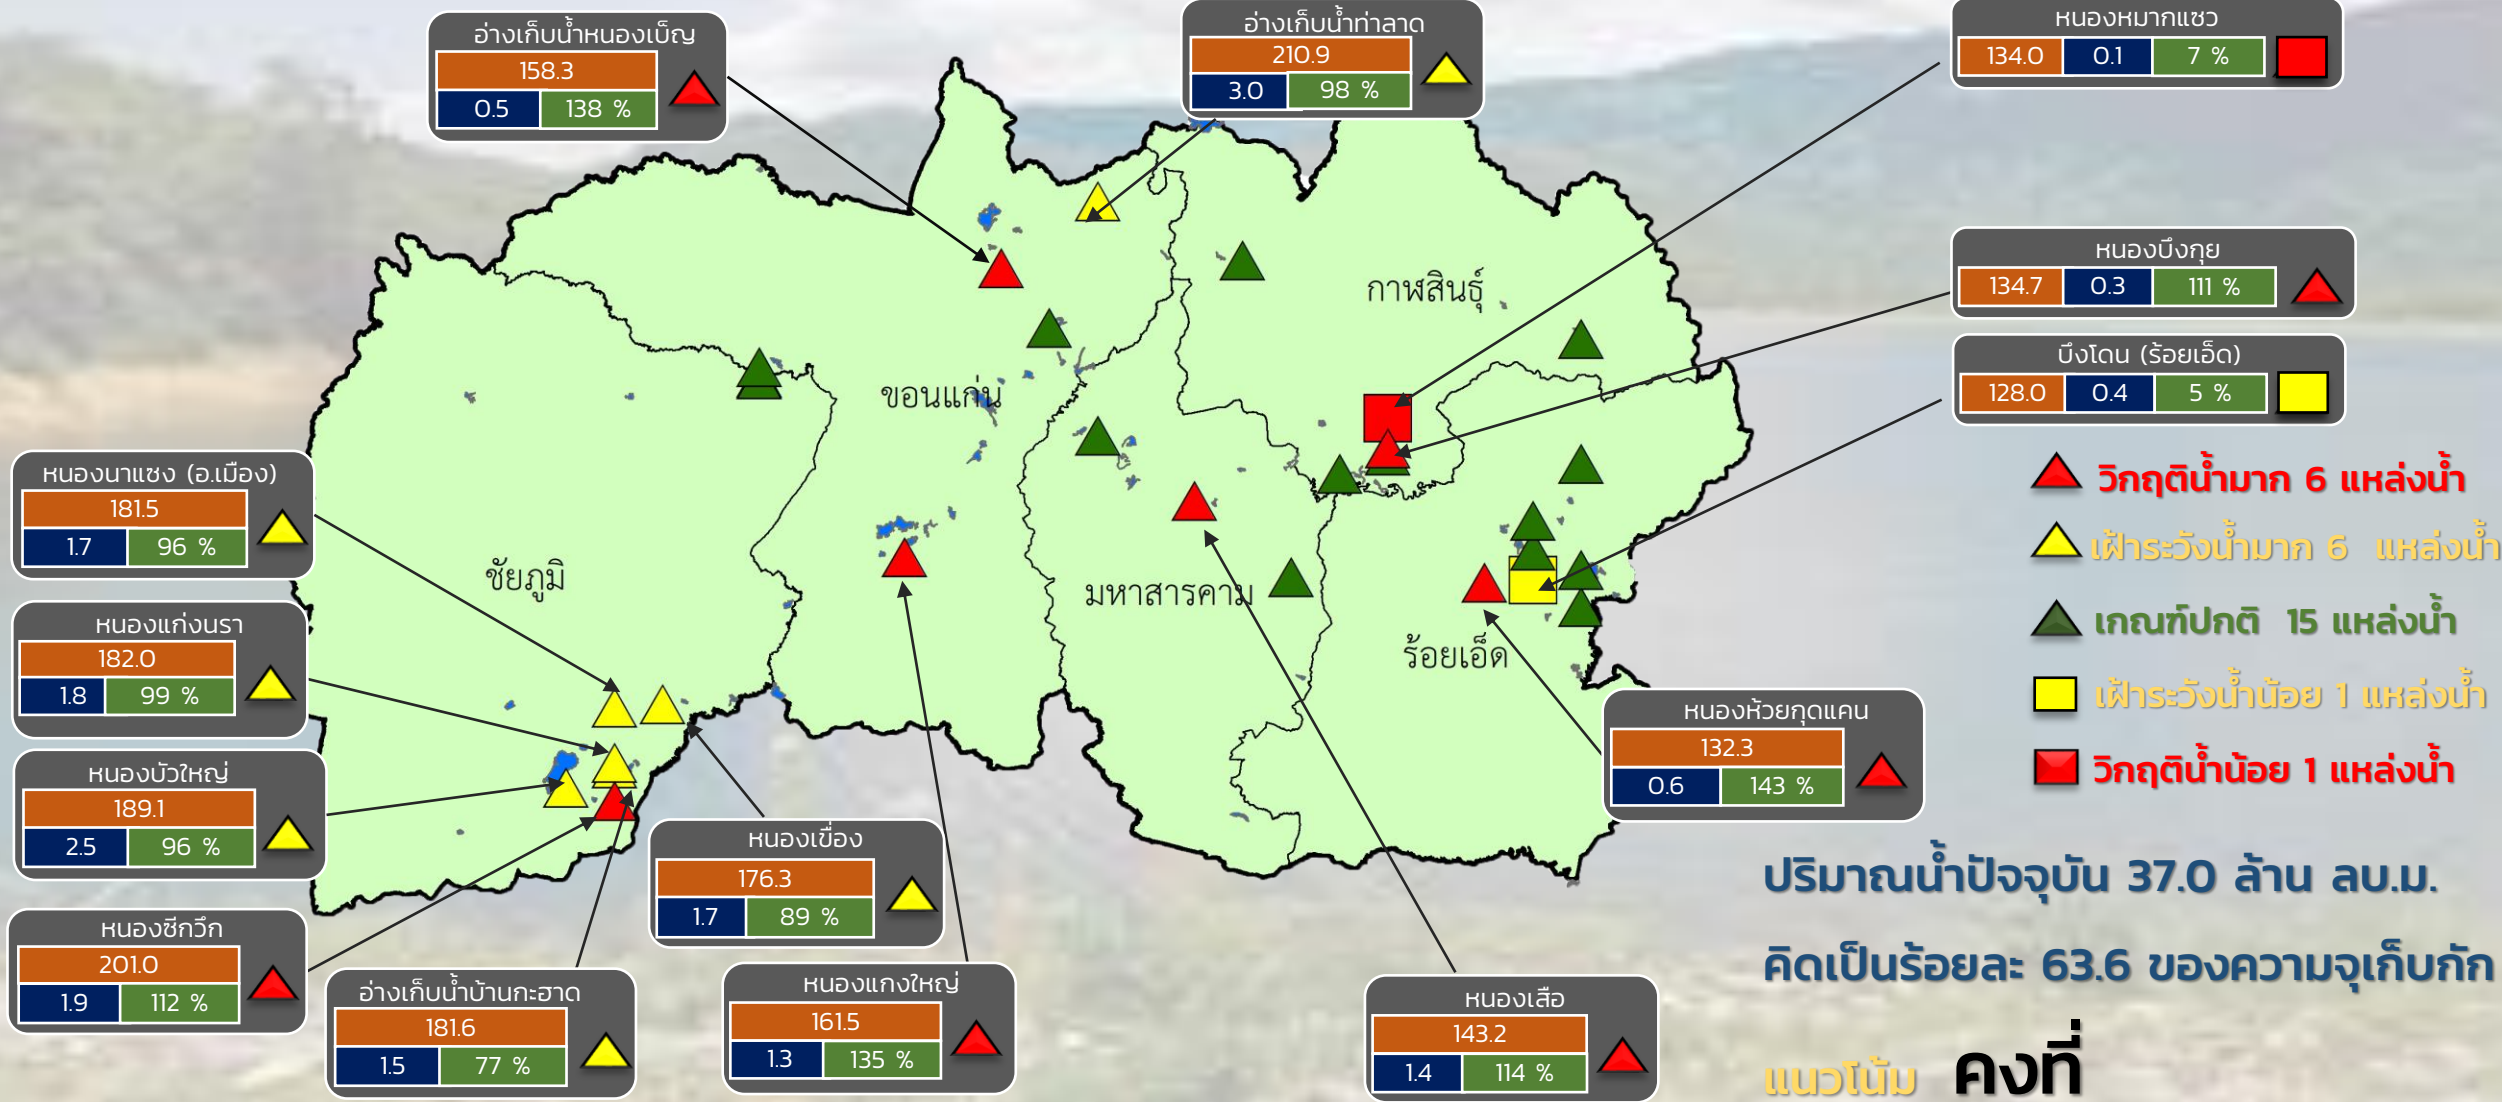 อ่างเก็บน้ำหนองเบ็ญ
158.3
0.5 138 %
อ่างเก็บน้ำท่าลาด
210.9
3.0 98 %
หนองหมากแซว
134.0 0.1 7 %
หนองบึงกุย
134.7 0.3 111 %
บึงโดน (ร้อยเอ็ด)
128.0 0.4 5 %
กาฬสินธุ์
ขอนแก่น
ชัยภูมิ
มหาสารคาม
ร้อยเอ็ด
หนองนาแซง (อ.เมือง)
181.5
1.7 96 %
หนองแก่งนรา
182.0
1.8 99 %
หนองบัวใหญ่
189.1
2.5 96 %
หนองซีกวึก
201.0
1.9 112 %
อ่างเก็บน้ำบ้านกะฮาด
181.6
1.5 77 %
หนองเขื่อง
176.3
1.7 89 %
หนองแกงใหญ่
161.5
1.3 135 %
หนองเสือ
143.2
1.4 114 %
หนองห้วยกุดแคน
132.3
0.6 143 %
วิกฤติน้ำมาก 6 แหล่งน้ำ
เฝ้าระวังน้ำมาก 6 แหล่งน้ำ
เกณฑ์ปกติ 15 แหล่งน้ำ
เฝ้าระวังน้ำน้อย 1 แหล่งน้ำ
วิกฤติน้ำน้อย 1 แหล่งน้ำ
ปริมาณน้ำปัจจุบัน 37.0 ล้าน ลบ.ม.
คิดเป็นร้อยละ 63.6 ของความจุเก็บกัก
แนวโน้ม คงที่